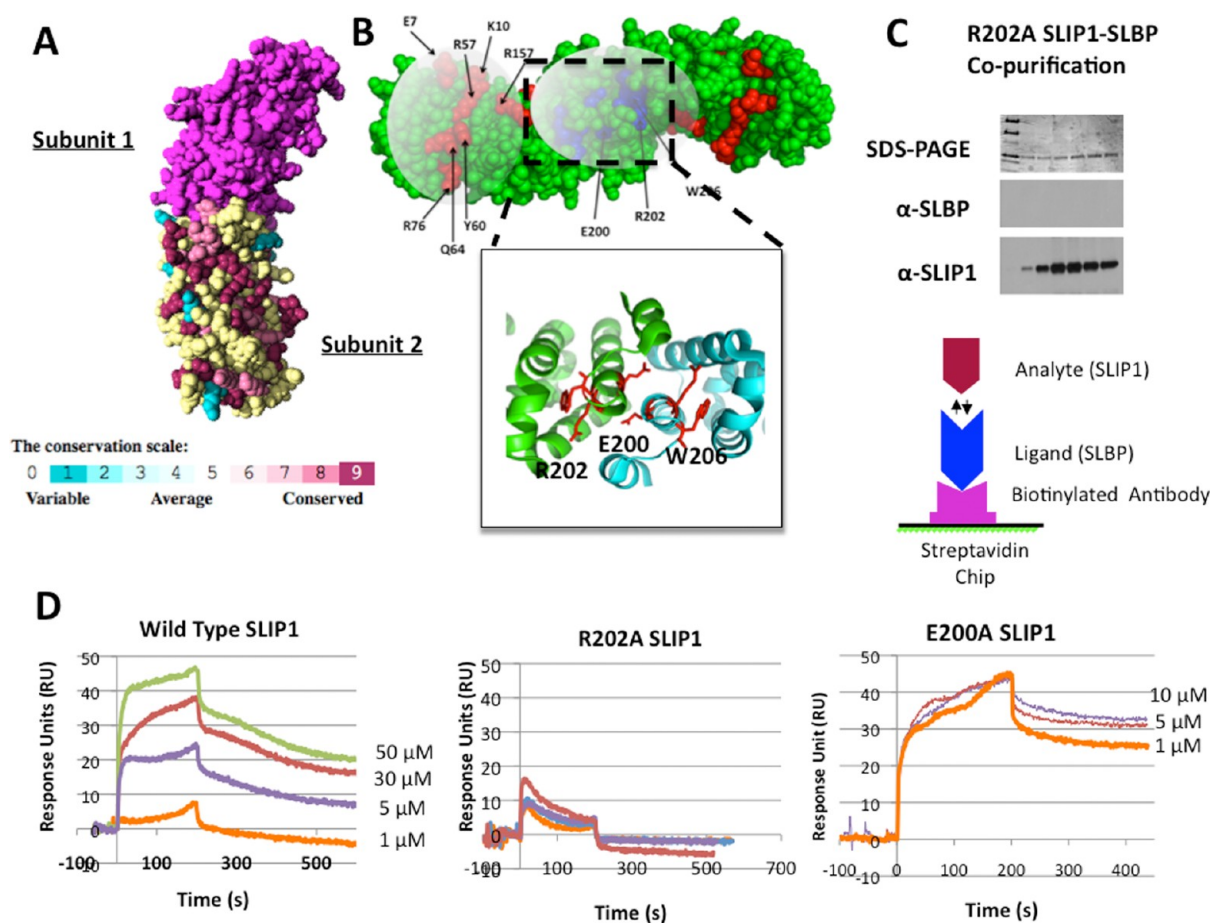 A
Subunit 1
Subunit 2
The conservation scale:
0 1 2 3 4 5 6 7 8 9
Variable Average Conserved
B
E7
K10
R57
R157
R76
Q64
Y60
E200
R202
W206
R202
E200
W206
C
R202A SLIP1-SLBP
Co-purification
SDS-PAGE
α-SLBP
α-SLIP1
Analyte (SLIP1)
Ligand (SLBP)
Biotinylated Antibody
Streptavidin
Chip
D
Wild Type SLIP1
Response Units (RU)
50
40
30
20
10
0
-10
-100 100 300 500
Time (s)
50 µM
30 µM
5 µM
1 µM
R202A SLIP1
Response Units (RU)
50
40
30
20
10
0
-10
-100 100 300 500 700
Time (s)
E200A SLIP1
Response Unit (RU)
50
40
30
20
10
0
-10
-100 0 100 200 300 400
Time (s)
10 µM
5 µM
1 µM